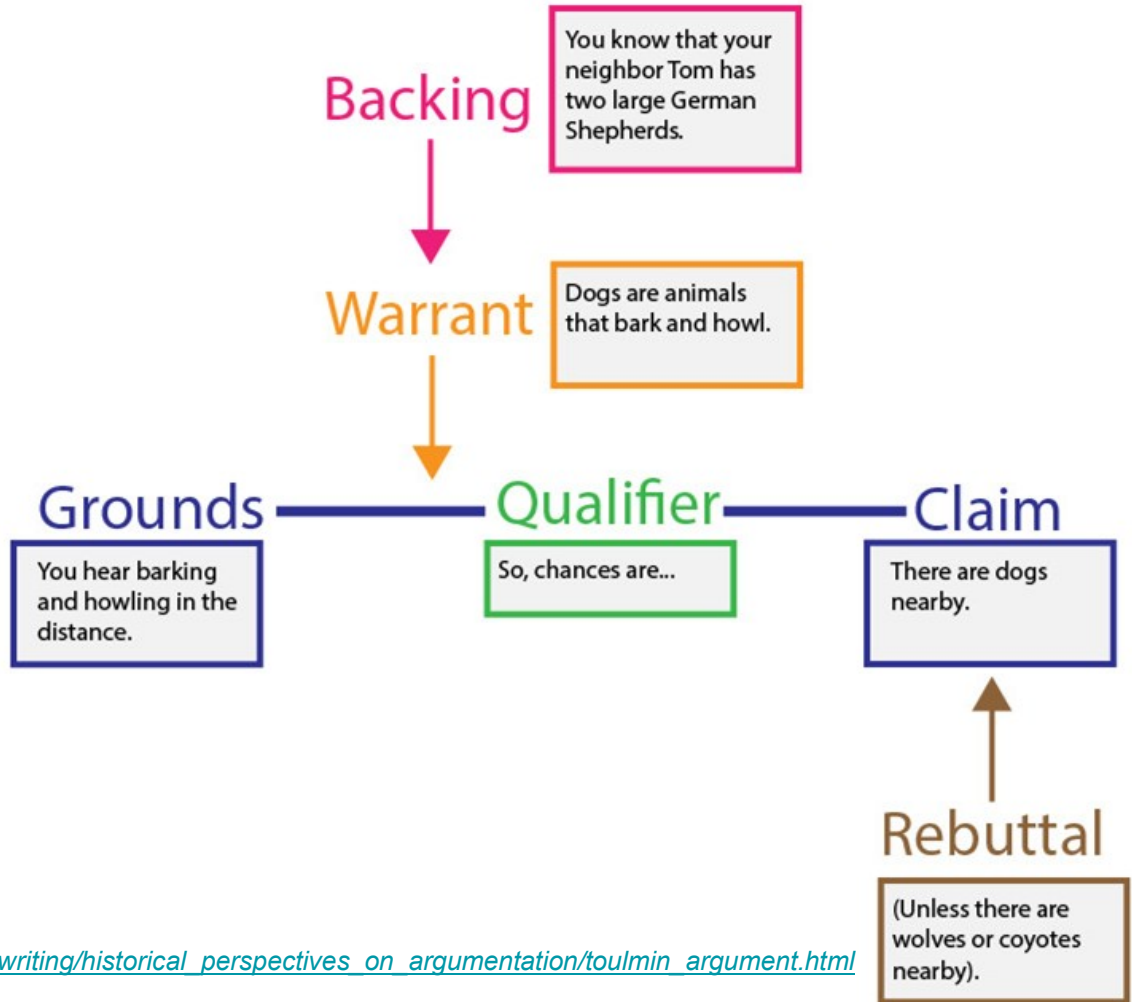 Backing
You know that your
neighbor Tom has
two large German
Shepherds.
Warrant
Dogs are animals
that bark and howl.
Grounds
You hear barking
and howling in the
distance.
Qualifier
So, chances are...
Claim
There are dogs
nearby.
Rebuttal
(Unless there are
wolves or coyotes
nearby).
writing/historical_perspectives_on_argumentation/toulmin_argument.html